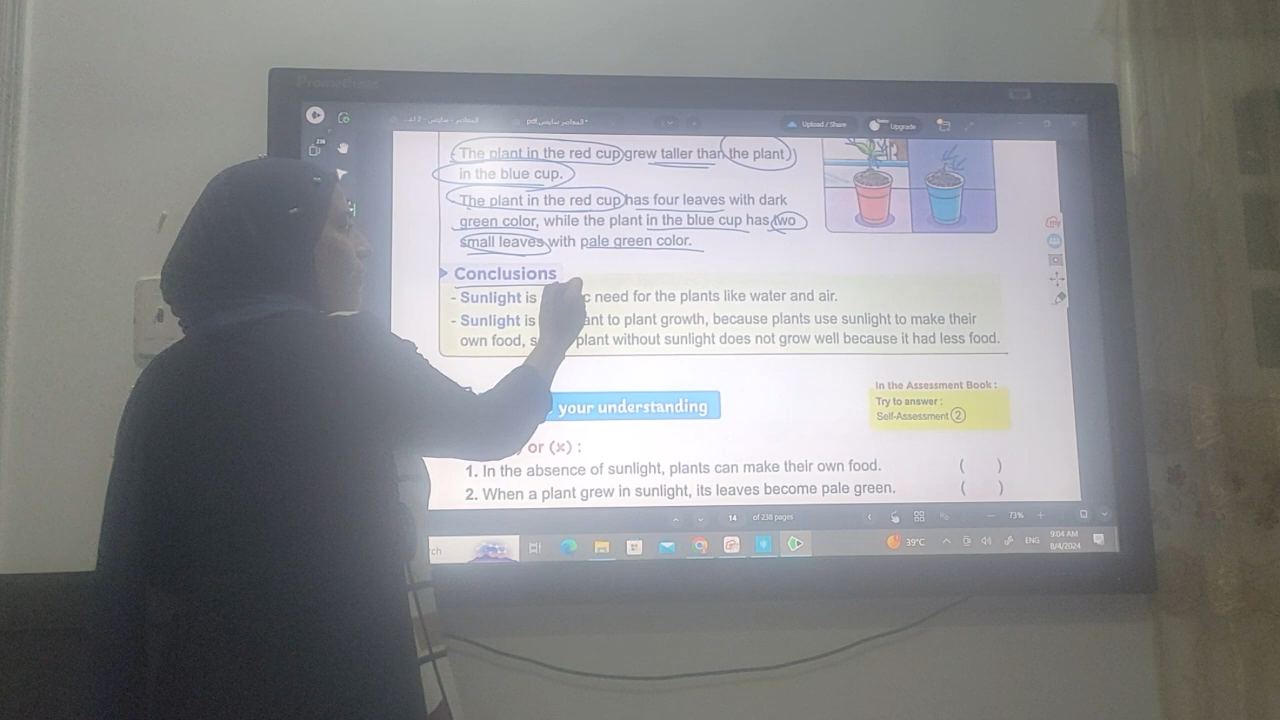 Promethean
المعاصر ساينس.pdf*
Upload / Share
Upgrade
The plant in the red cup grew taller than the plant
in the blue cup.
The plant in the red cup has four leaves with dark
green color, while the plant in the blue cup has two
small leaves with pale green color.
Conclusions
- Sunlight is need for the plants like water and air.
- Sunlight is to plant growth, because plants use sunlight to make their
own food, plant without sunlight does not grow well because it had less food.
your understanding
In the Assessment Book :
Try to answer :
Self-Assessment 2
or (x) :
1. In the absence of sunlight, plants can make their own food. ( )
2. When a plant grew in sunlight, its leaves become pale green. ( )
14 of 238 pages
73%
39°C
ENG
9:04 AM
8/4/2024